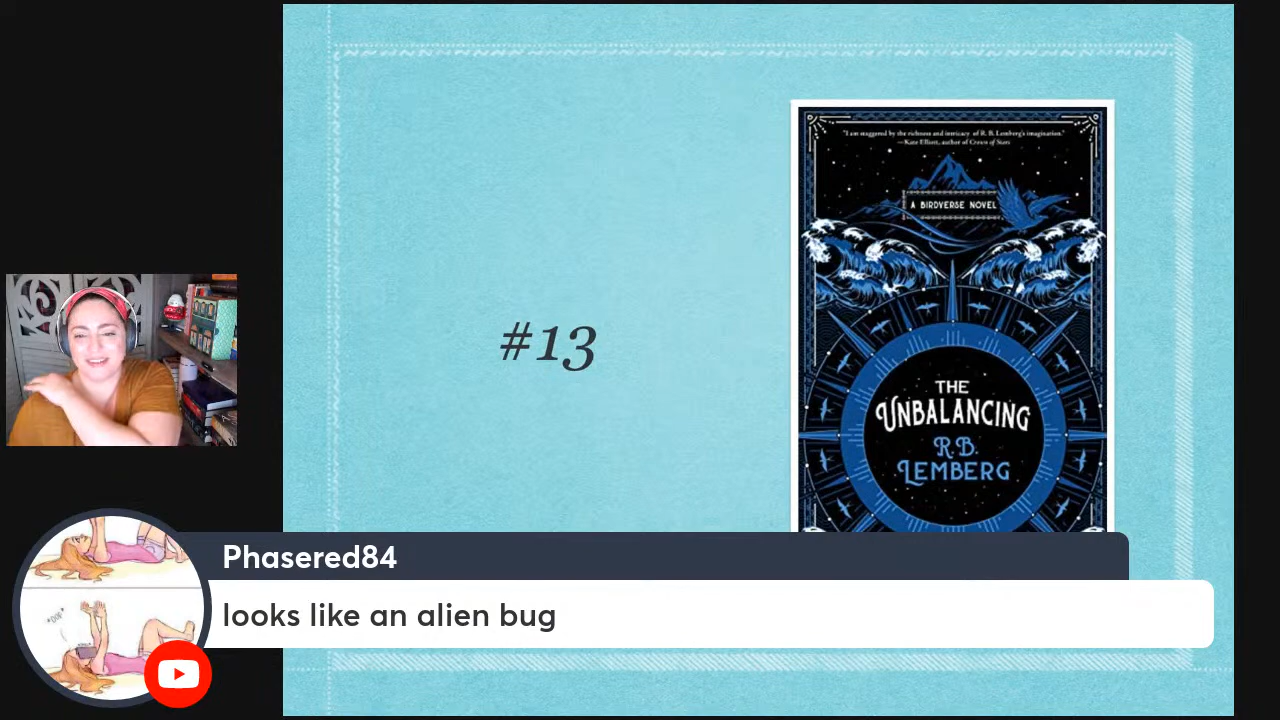 #13
"I am staggered by the richness and intricacy of R. B. Lemberg's imagination."
—Kate Elliott, author of Crown of Stars
A BIRDVERSE NOVEL
THE
UNBALANCING
R.B.
LEMBERG
Phasered84
looks like an alien bug